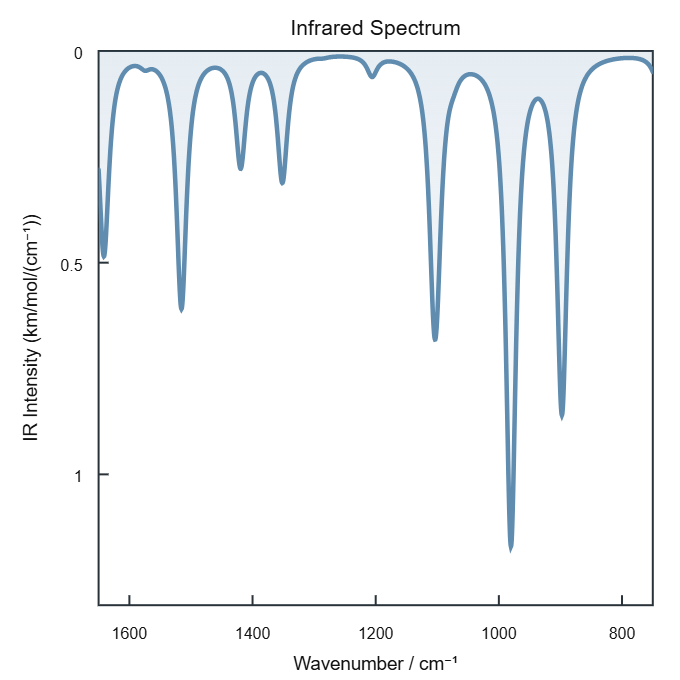 Infrared Spectrum
0
0.5
1
IR Intensity (km/mol/(cm⁻¹))
1600 1400 1200 1000 800
Wavenumber / cm⁻¹